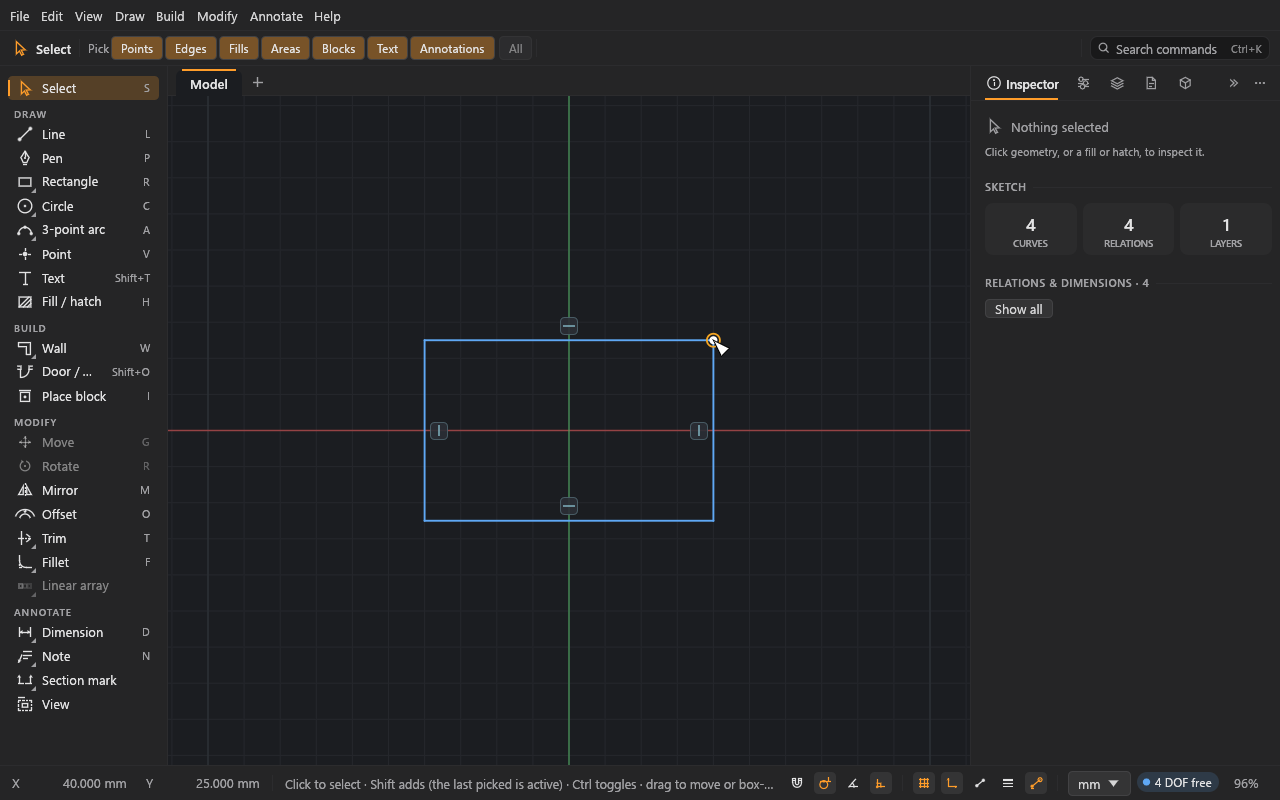 File Edit View Draw Build Modify Annotate Help
Select Pick Points Edges Fills Areas Blocks Text Annotations All Search commands Ctrl+K
Select S
DRAW
Line L
Pen P
Rectangle R
Circle C
3-point arc A
Point V
Text Shift+T
Fill / hatch H
BUILD
Wall W
Door / ... Shift+O
Place block I
MODIFY
Move G
Rotate R
Mirror M
Offset O
Trim T
Fillet F
Linear array
ANNOTATE
Dimension D
Note N
Section mark
View
Model
Inspector
Nothing selected
Click geometry, or a fill or hatch, to inspect it.
SKETCH
4 4 1
CURVES RELATIONS LAYERS
RELATIONS & DIMENSIONS · 4
Show all
X 40.000 mm Y 25.000 mm Click to select · Shift adds (the last picked is active) · Ctrl toggles · drag to move or box-... mm 4 DOF free 96%